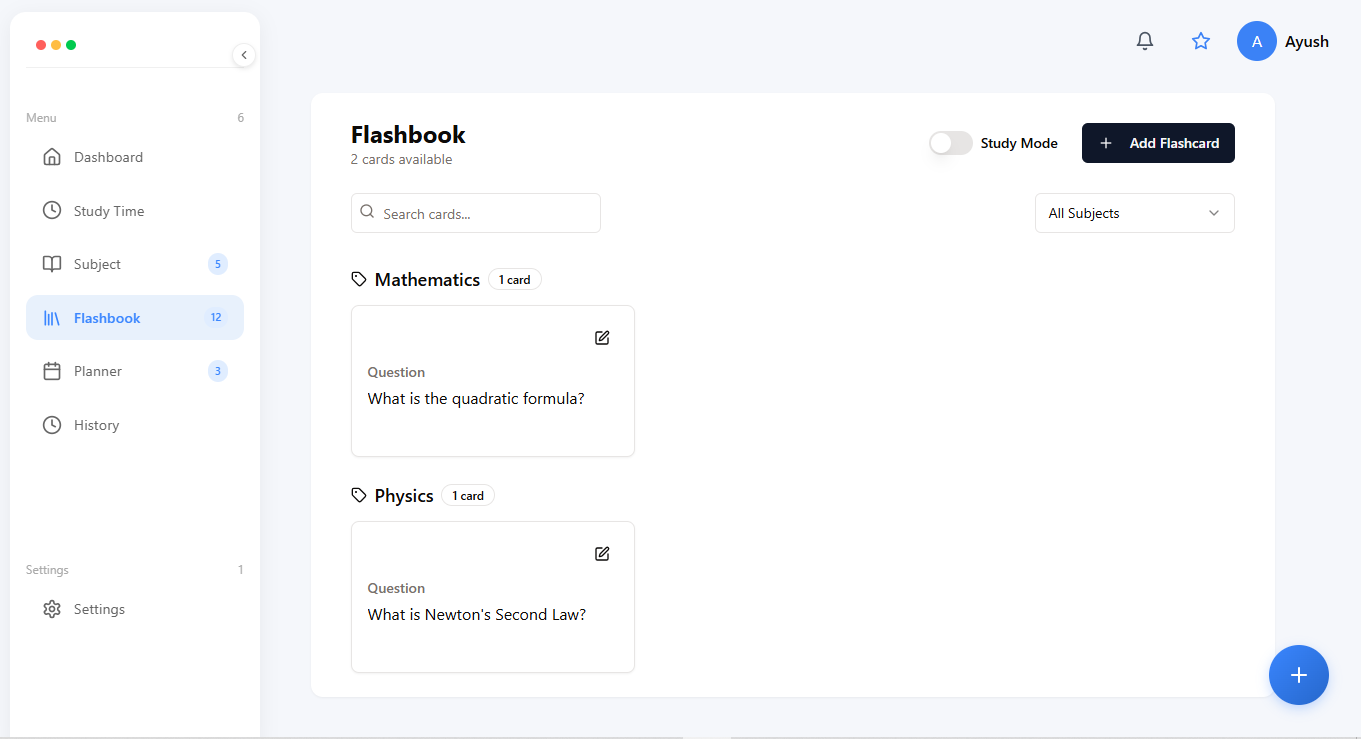 A Ayush
Menu 6
Dashboard
Study Time
Subject 5
Flashbook 12
Planner 3
History
Settings 1
Settings
Flashbook
2 cards available
Study Mode
Add Flashcard
Search cards...
All Subjects
Mathematics 1 card
Question
What is the quadratic formula?
Physics 1 card
Question
What is Newton's Second Law?